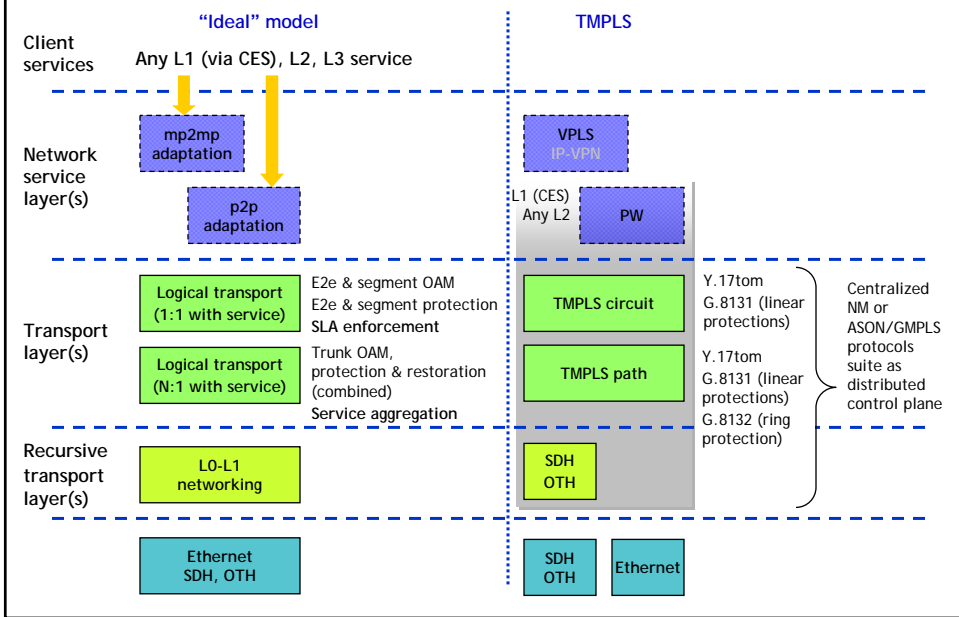 “Ideal” model
TMPLS
Client
services
Any L1 (via CES), L2, L3 service
Network
service
layer(s)
mp2mp
adaptation
p2p
adaptation
VPLS
IP-VPN
L1 (CES)
Any L2
PW
Transport
layer(s)
Logical transport
(1:1 with service)
E2e & segment OAM
E2e & segment protection
SLA enforcement
Logical transport
(N:1 with service)
Trunk OAM,
protection & restoration
(combined)
Service aggregation
TMPLS circuit
Y.17tom
G.8131 (linear
protections)
TMPLS path
Y.17tom
G.8131 (linear
protections)
G.8132 (ring
protection)
Centralized
NM or
ASON/GMPLS
protocols
suite as
distributed
control plane
Recursive
transport
layer(s)
L0-L1
networking
SDH
OTH
Ethernet
SDH, OTH
SDH
OTH
Ethernet